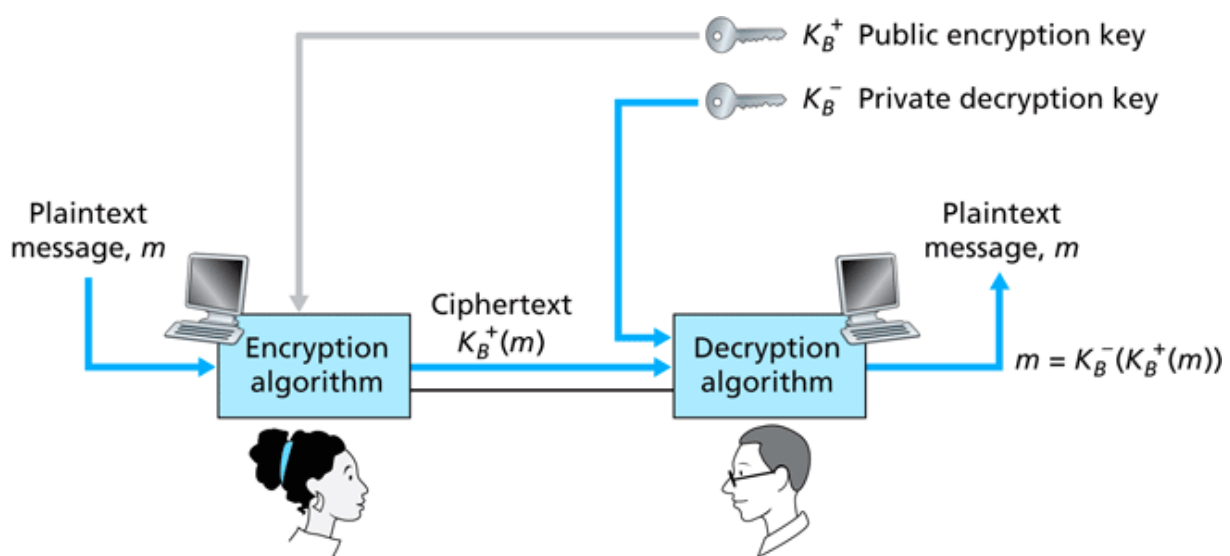 K_B^+ Public encryption key
K_B^- Private decryption key
Plaintext
message, m
Plaintext
message, m
Ciphertext
K_B^+(m)
Encryption
algorithm
Decryption
algorithm
m = K_B^-(K_B^+(m))